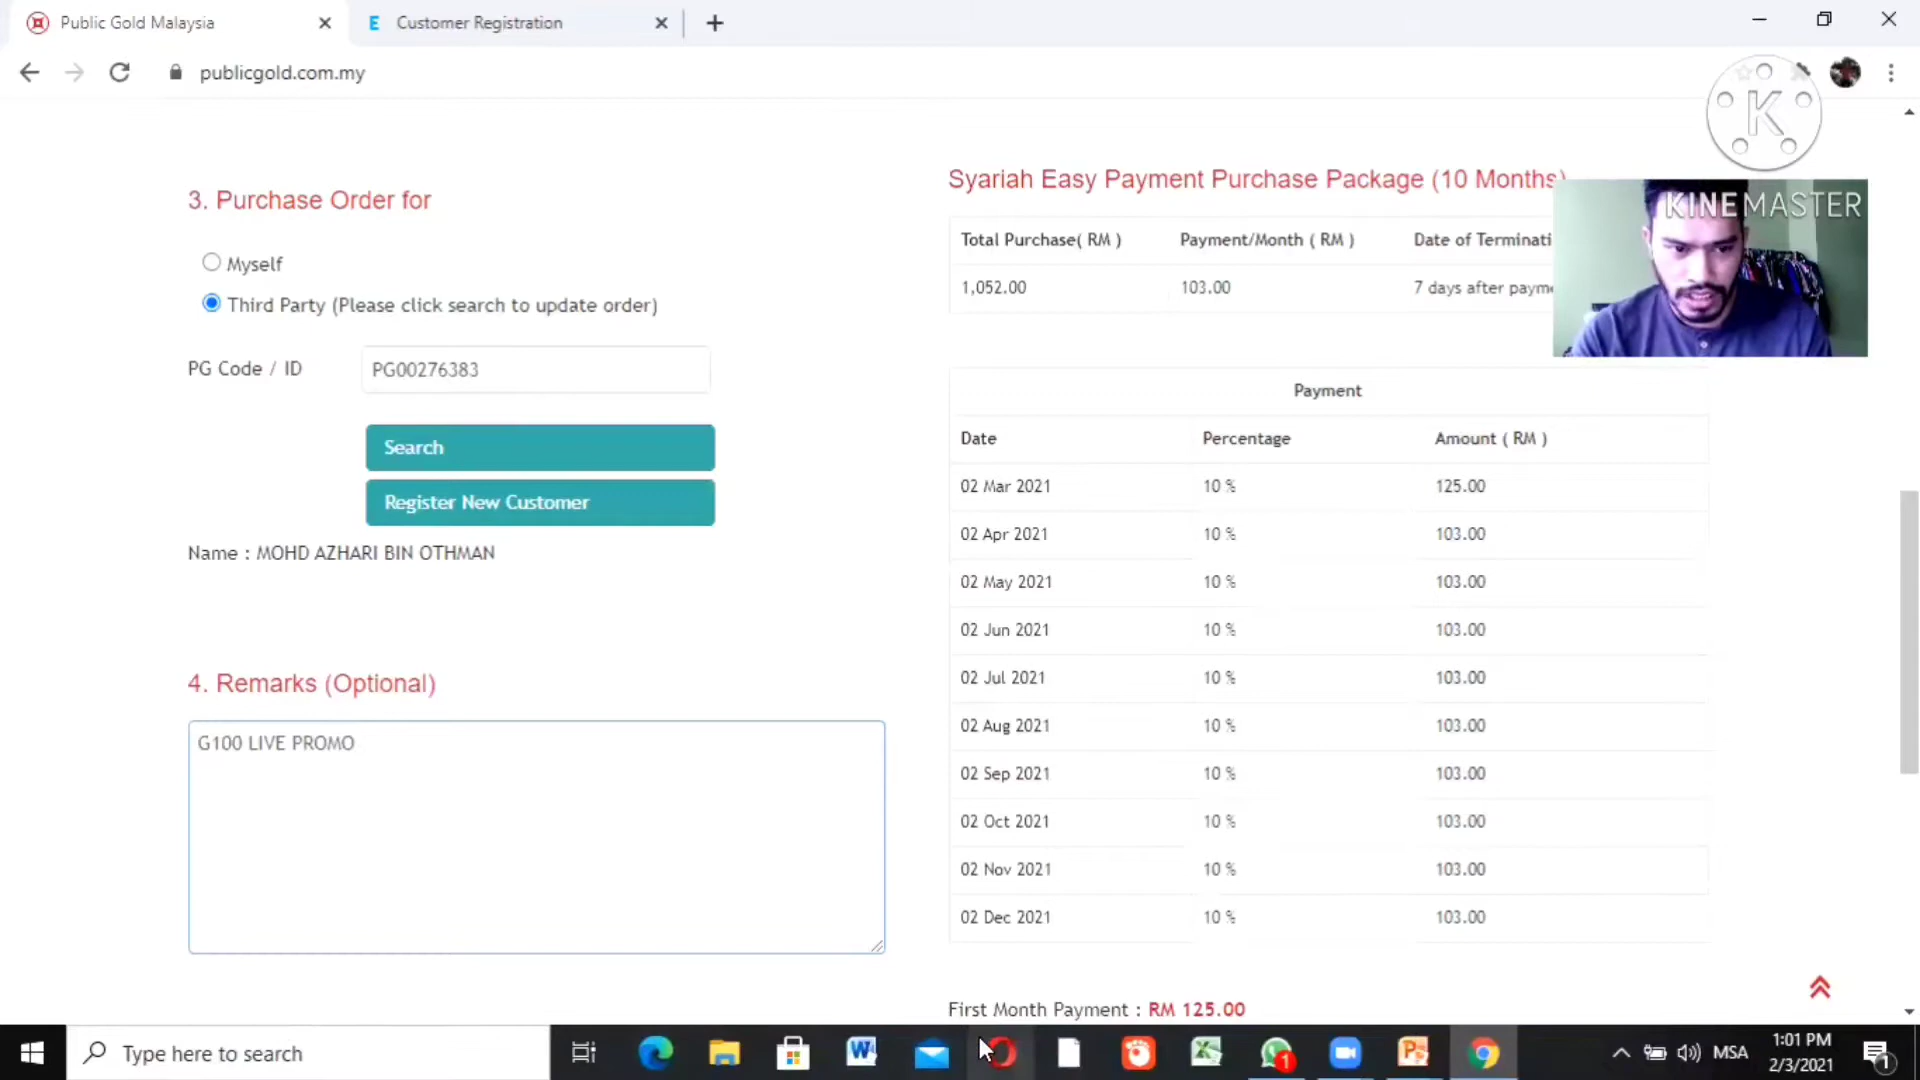 Public Gold Malaysia
E Customer Registration
publicgold.com.my
K
KINEMASTER
3. Purchase Order for
Myself
Third Party (Please click search to update order)
PG Code / ID PG00276383
Search
Register New Customer
Name : MOHD AZHARI BIN OTHMAN
4. Remarks (Optional)
G100 LIVE PROMO
Syariah Easy Payment Purchase Package (10 Months)
Total Purchase( RM ) Payment/Month ( RM ) Date of Terminati
1,052.00 103.00 7 days after payme
Payment
Date Percentage Amount ( RM )
02 Mar 2021 10 % 125.00
02 Apr 2021 10 % 103.00
02 May 2021 10 % 103.00
02 Jun 2021 10 % 103.00
02 Jul 2021 10 % 103.00
02 Aug 2021 10 % 103.00
02 Sep 2021 10 % 103.00
02 Oct 2021 10 % 103.00
02 Nov 2021 10 % 103.00
02 Dec 2021 10 % 103.00
First Month Payment : RM 125.00
Type here to search
1
MSA
1:01 PM
2/3/2021
1